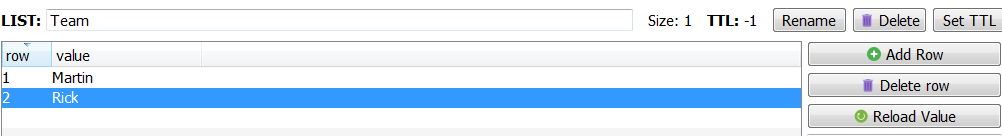 LIST: Team Size: 1 TTL: -1 Rename Delete Set TTL
row value
1 Martin
2 Rick
Add Row
Delete row
Reload Value